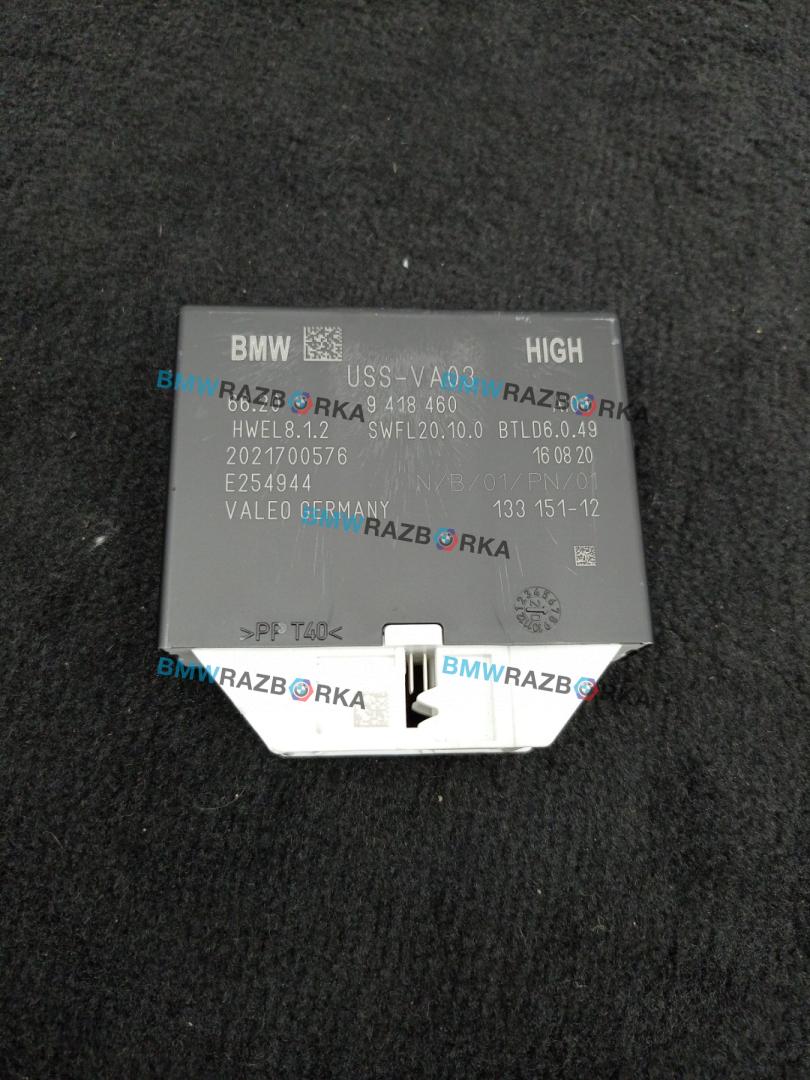 BMW HIGH
USS-VA03
66.20 9 418 460
HWEL8.1.2 SWFL20.10.0 BTLD6.0.49
2021700576 16 08 20
E254944 N/B/01/PN/01
VALEO GERMANY 133 151-12
>PP T40<
BMWRAZBORKA
BMWRAZBORKA
BMWRAZBORKA
BMWRAZBORKA
BMWRAZBORKA